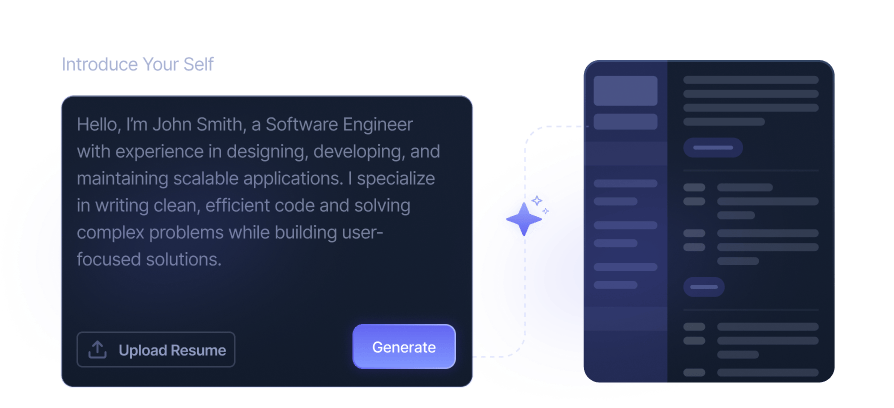 Introduce Your Self
Hello, I'm John Smith, a Software Engineer
with experience in designing, developing, and
maintaining scalable applications. I specialize
in writing clean, efficient code and solving
complex problems while building user-
focused solutions.
Upload Resume
Generate